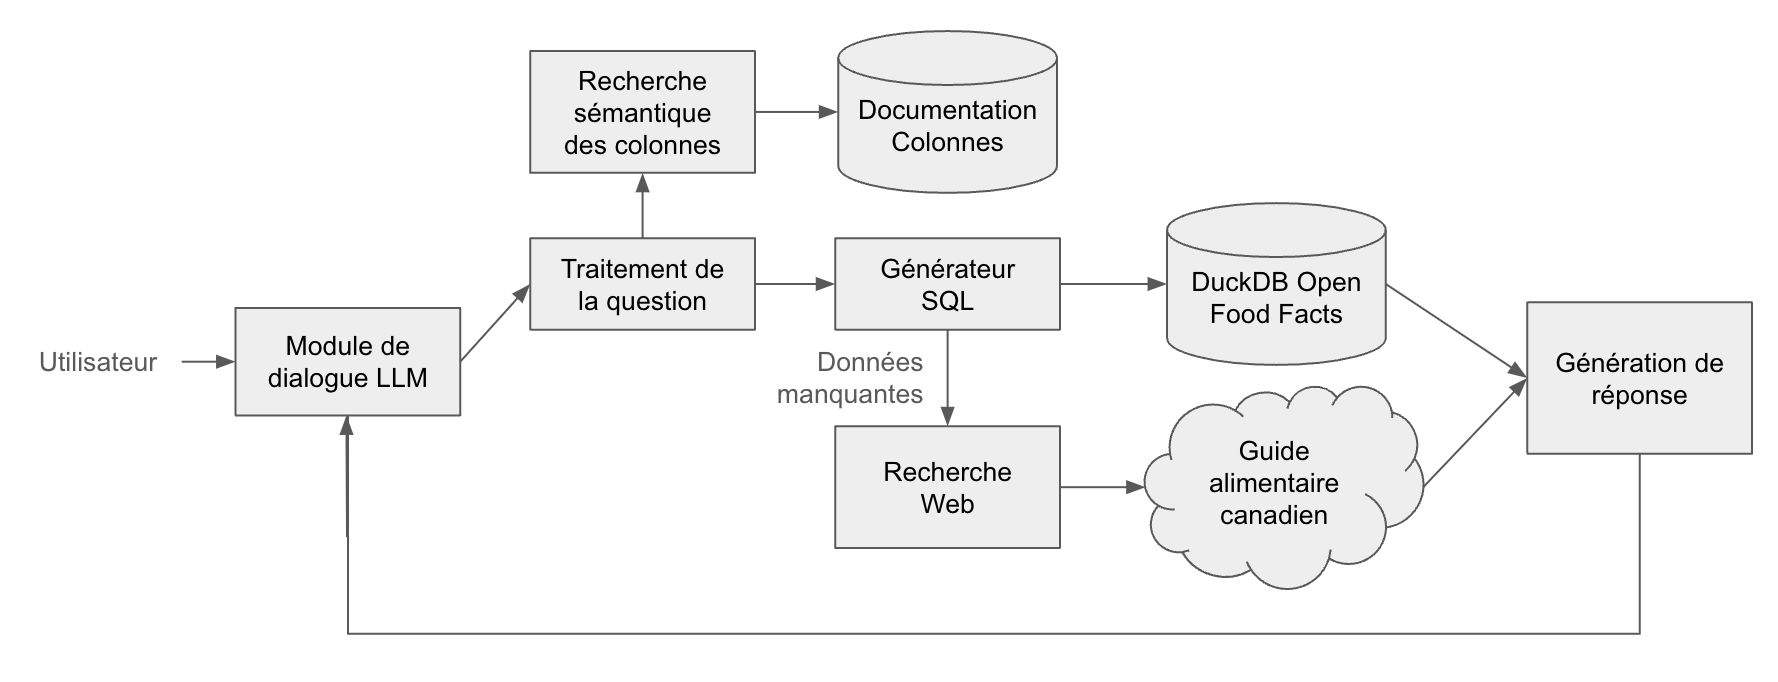 Recherche
sémantique
des colonnes
Documentation
Colonnes
Traitement de
la question
Générateur
SQL
DuckDB Open
Food Facts
Utilisateur
Module de
dialogue LLM
Données
manquantes
Génération de
réponse
Recherche
Web
Guide
alimentaire
canadien